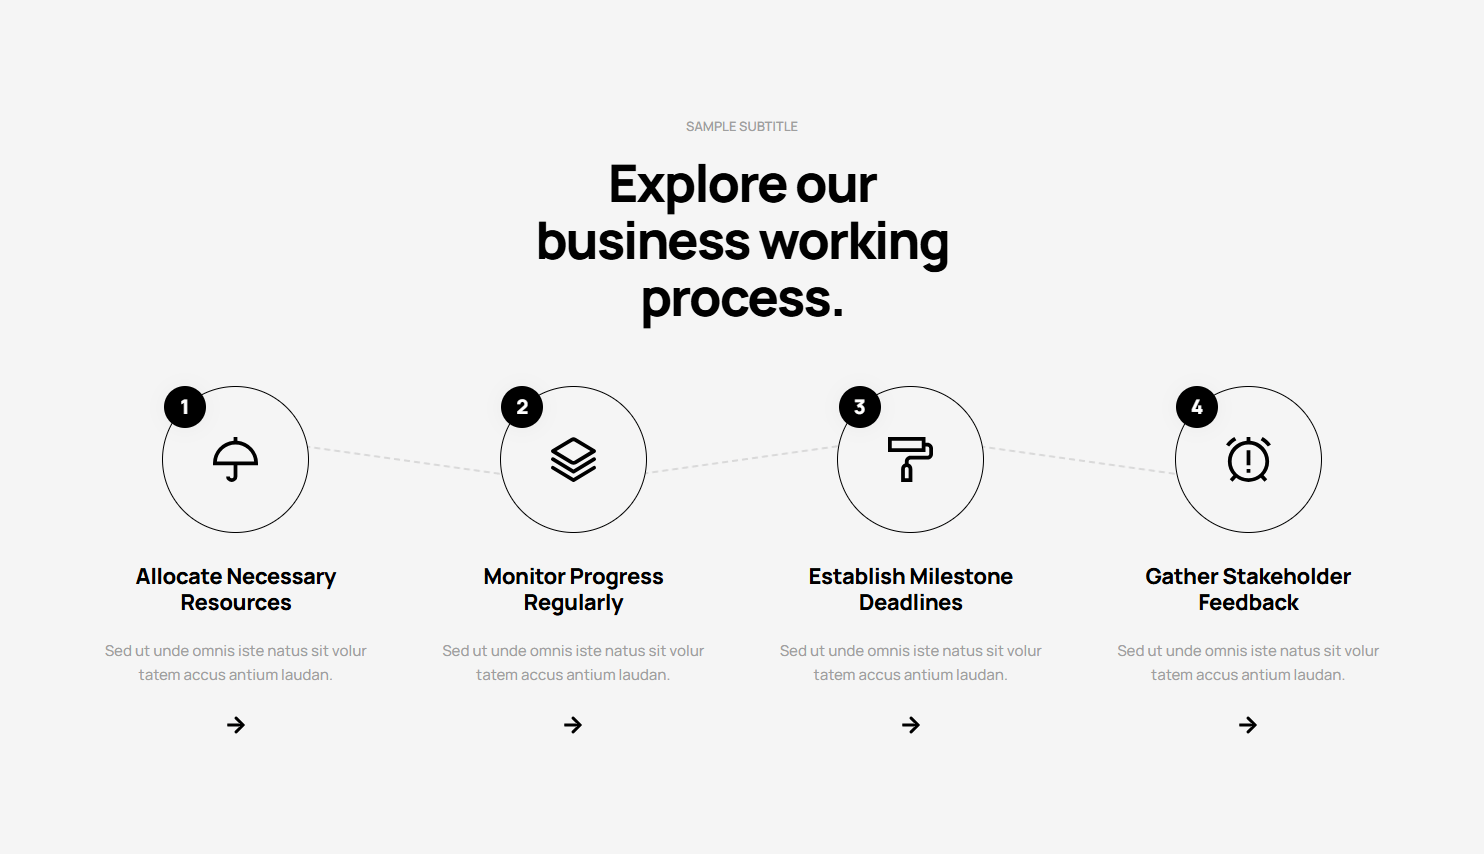 SAMPLE SUBTITLE
Explore our
business working
process.
1
2
3
4
Allocate Necessary
Resources
Monitor Progress
Regularly
Establish Milestone
Deadlines
Gather Stakeholder
Feedback
Sed ut unde omnis iste natus sit volur
tatem accus antium laudan.
Sed ut unde omnis iste natus sit volur
tatem accus antium laudan.
Sed ut unde omnis iste natus sit volur
tatem accus antium laudan.
Sed ut unde omnis iste natus sit volur
tatem accus antium laudan.